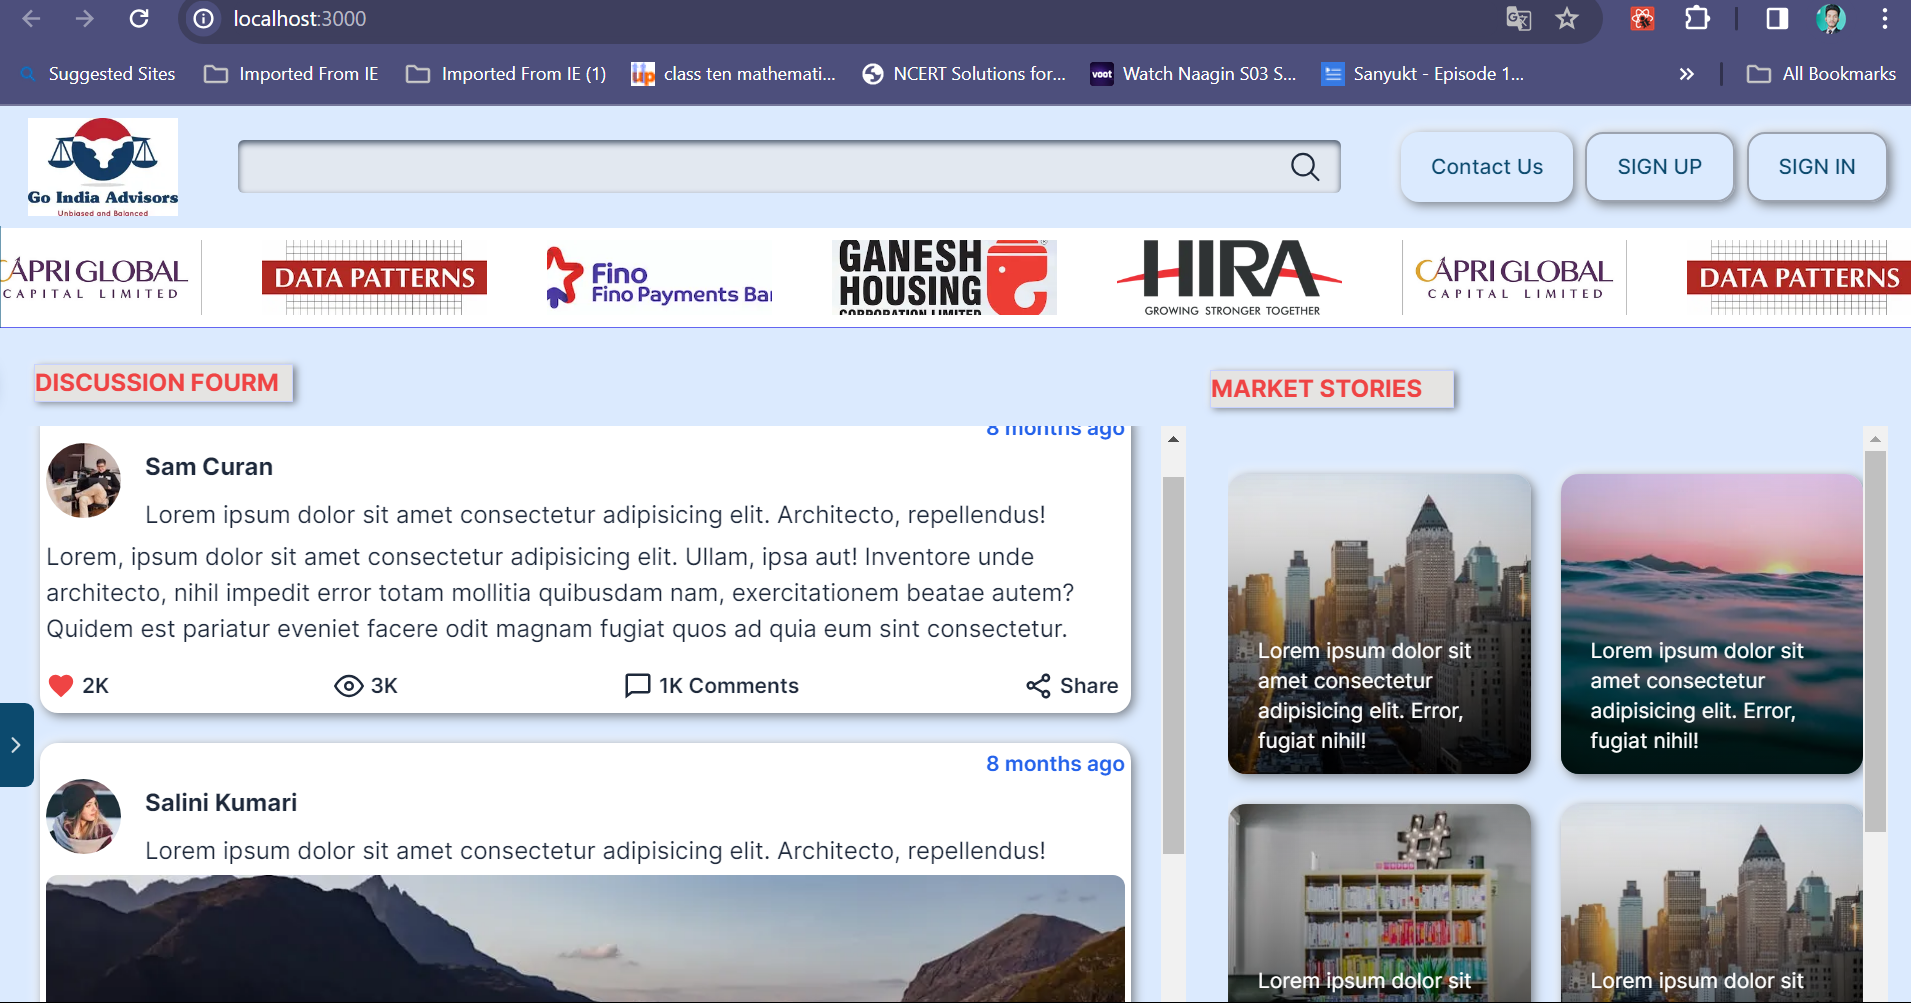 localhost:3000
Suggested Sites
Imported From IE
Imported From IE (1)
class ten mathemati...
NCERT Solutions for...
voot
Watch Naagin S03 S...
Sanyukt - Episode 1...
All Bookmarks
Go India Advisors
Unbiased and Balanced
Contact Us
SIGN UP
SIGN IN
CAPRI GLOBAL
CAPITAL LIMITED
DATA PATTERNS
Fino
Fino Payments Ba
GANESH
HOUSING
CORPORATION LIMITED
HIRA
GROWING STRONGER TOGETHER
CAPRI GLOBAL
CAPITAL LIMITED
DATA PATTERNS
DISCUSSION FOURM
8 months ago
Sam Curan
Lorem ipsum dolor sit amet consectetur adipisicing elit. Architecto, repellendus!
Lorem, ipsum dolor sit amet consectetur adipisicing elit. Ullam, ipsa aut! Inventore unde
architecto, nihil impedit error totam mollitia quibusdam nam, exercitationem beatae autem?
Quidem est pariatur eveniet facere odit magnam fugiat quos ad quia eum sint consectetur.
2K
3K
1K Comments
Share
8 months ago
Salini Kumari
Lorem ipsum dolor sit amet consectetur adipisicing elit. Architecto, repellendus!
MARKET STORIES
Lorem ipsum dolor sit
amet consectetur
adipisicing elit. Error,
fugiat nihil!
Lorem ipsum dolor sit
amet consectetur
adipisicing elit. Error,
fugiat nihil!
Lorem ipsum dolor sit
Lorem ipsum dolor sit